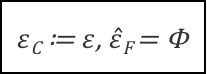 ε_C := ε, ε̂_F = Φ